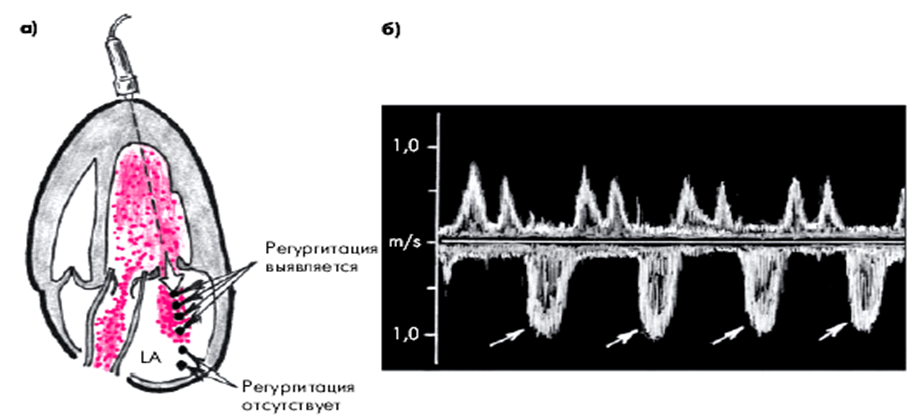 а)
Регургитация
выявляется
LA
Регургитация
отсутствует
б)
1,0
m/s
1,0